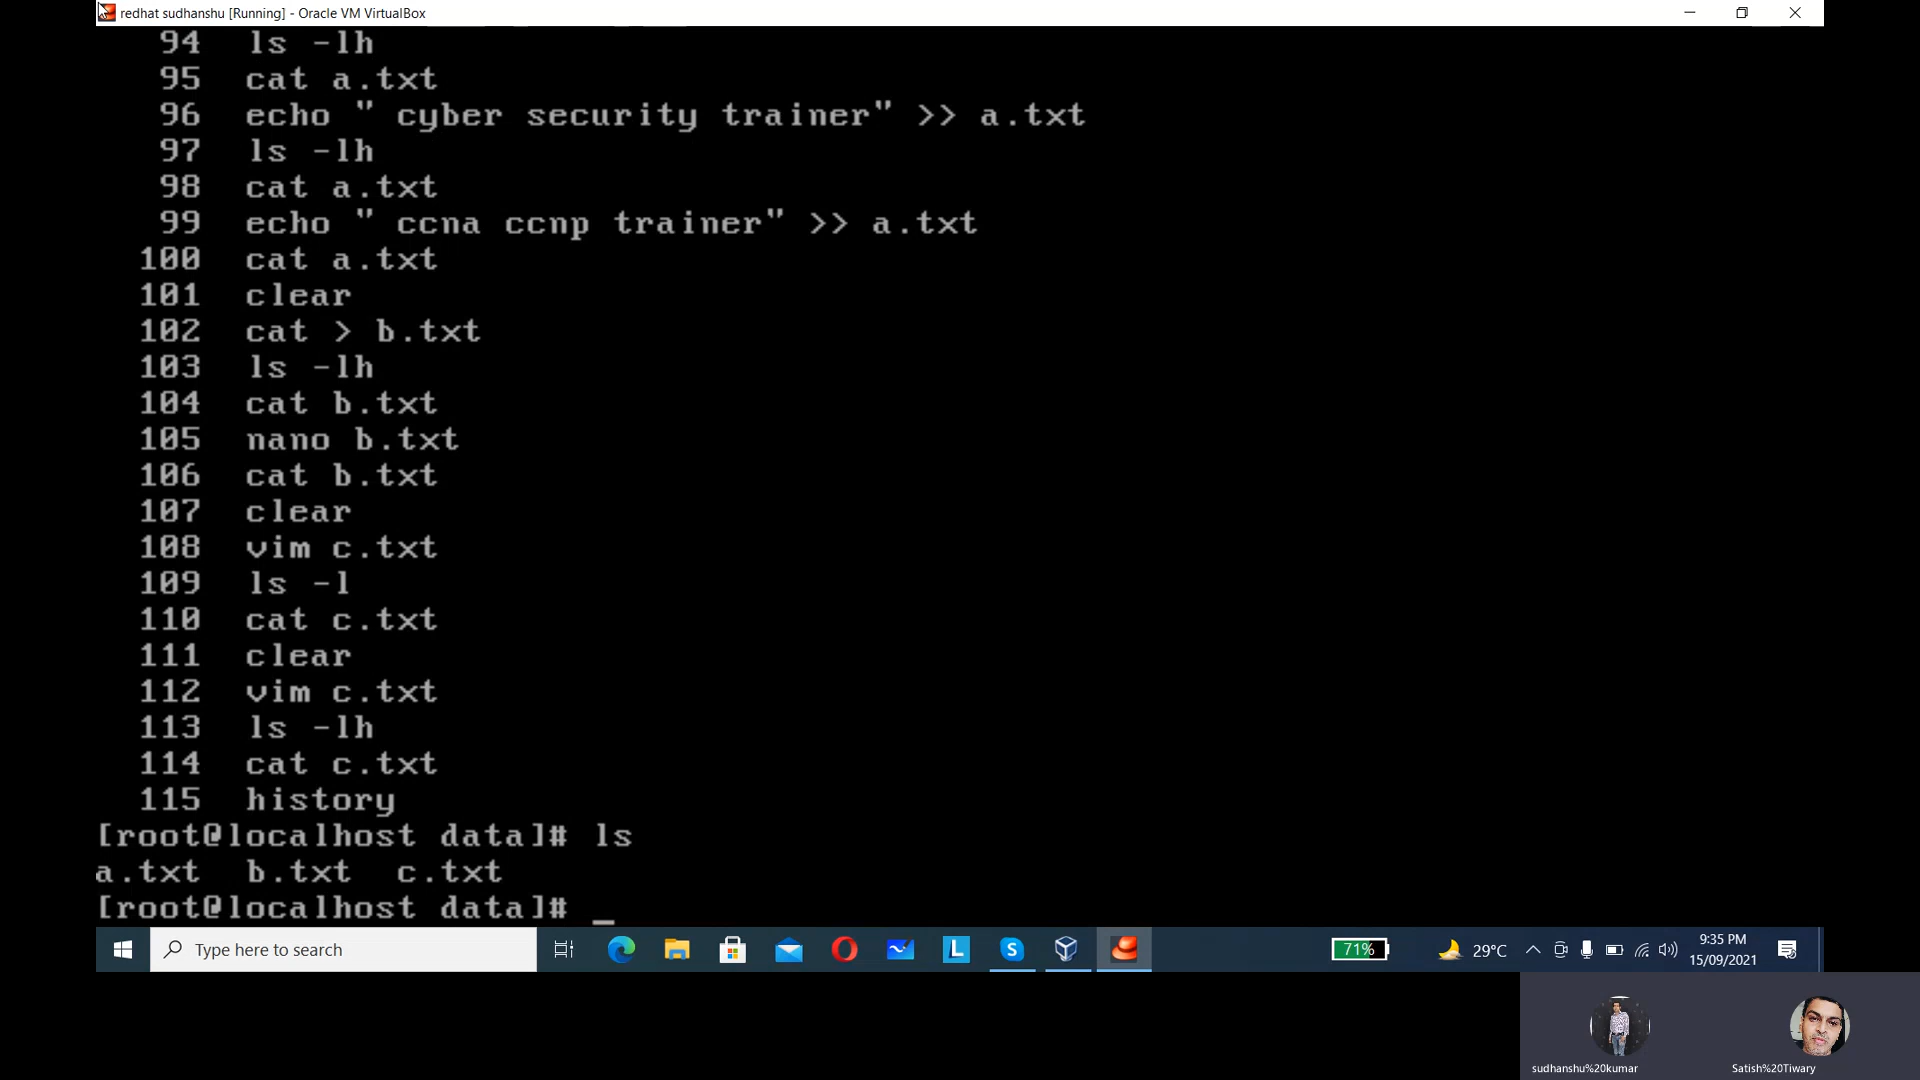 redhat sudhanshu [Running] - Oracle VM VirtualBox
94 ls -lh
95 cat a.txt
96 echo " cyber security trainer" >> a.txt
97 ls -lh
98 cat a.txt
99 echo " ccna ccnp trainer" >> a.txt
100 cat a.txt
101 clear
102 cat > b.txt
103 ls -lh
104 cat b.txt
105 nano b.txt
106 cat b.txt
107 clear
108 vim c.txt
109 ls -l
110 cat c.txt
111 clear
112 vim c.txt
113 ls -lh
114 cat c.txt
115 history
[root@localhost data]# ls
a.txt b.txt c.txt
[root@localhost data]# _
Type here to search
L
S
71%
29°C
9:35 PM
15/09/2021
sudhanshu%20kumar
Satish%20Tiwary